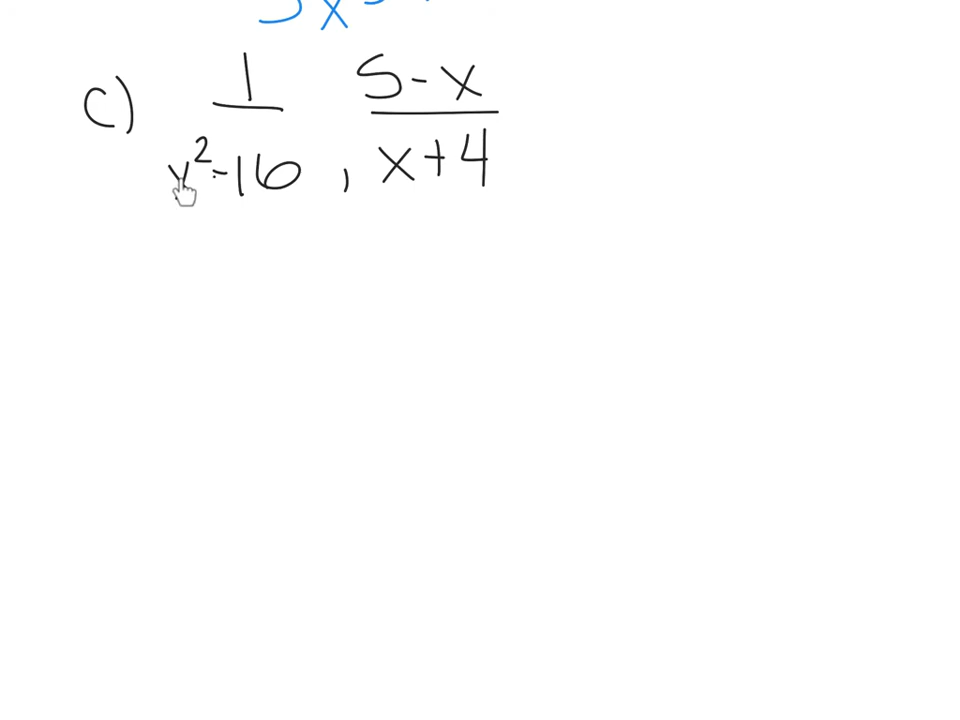 c) 1/(x²-16) , (5-x)/(x+4)